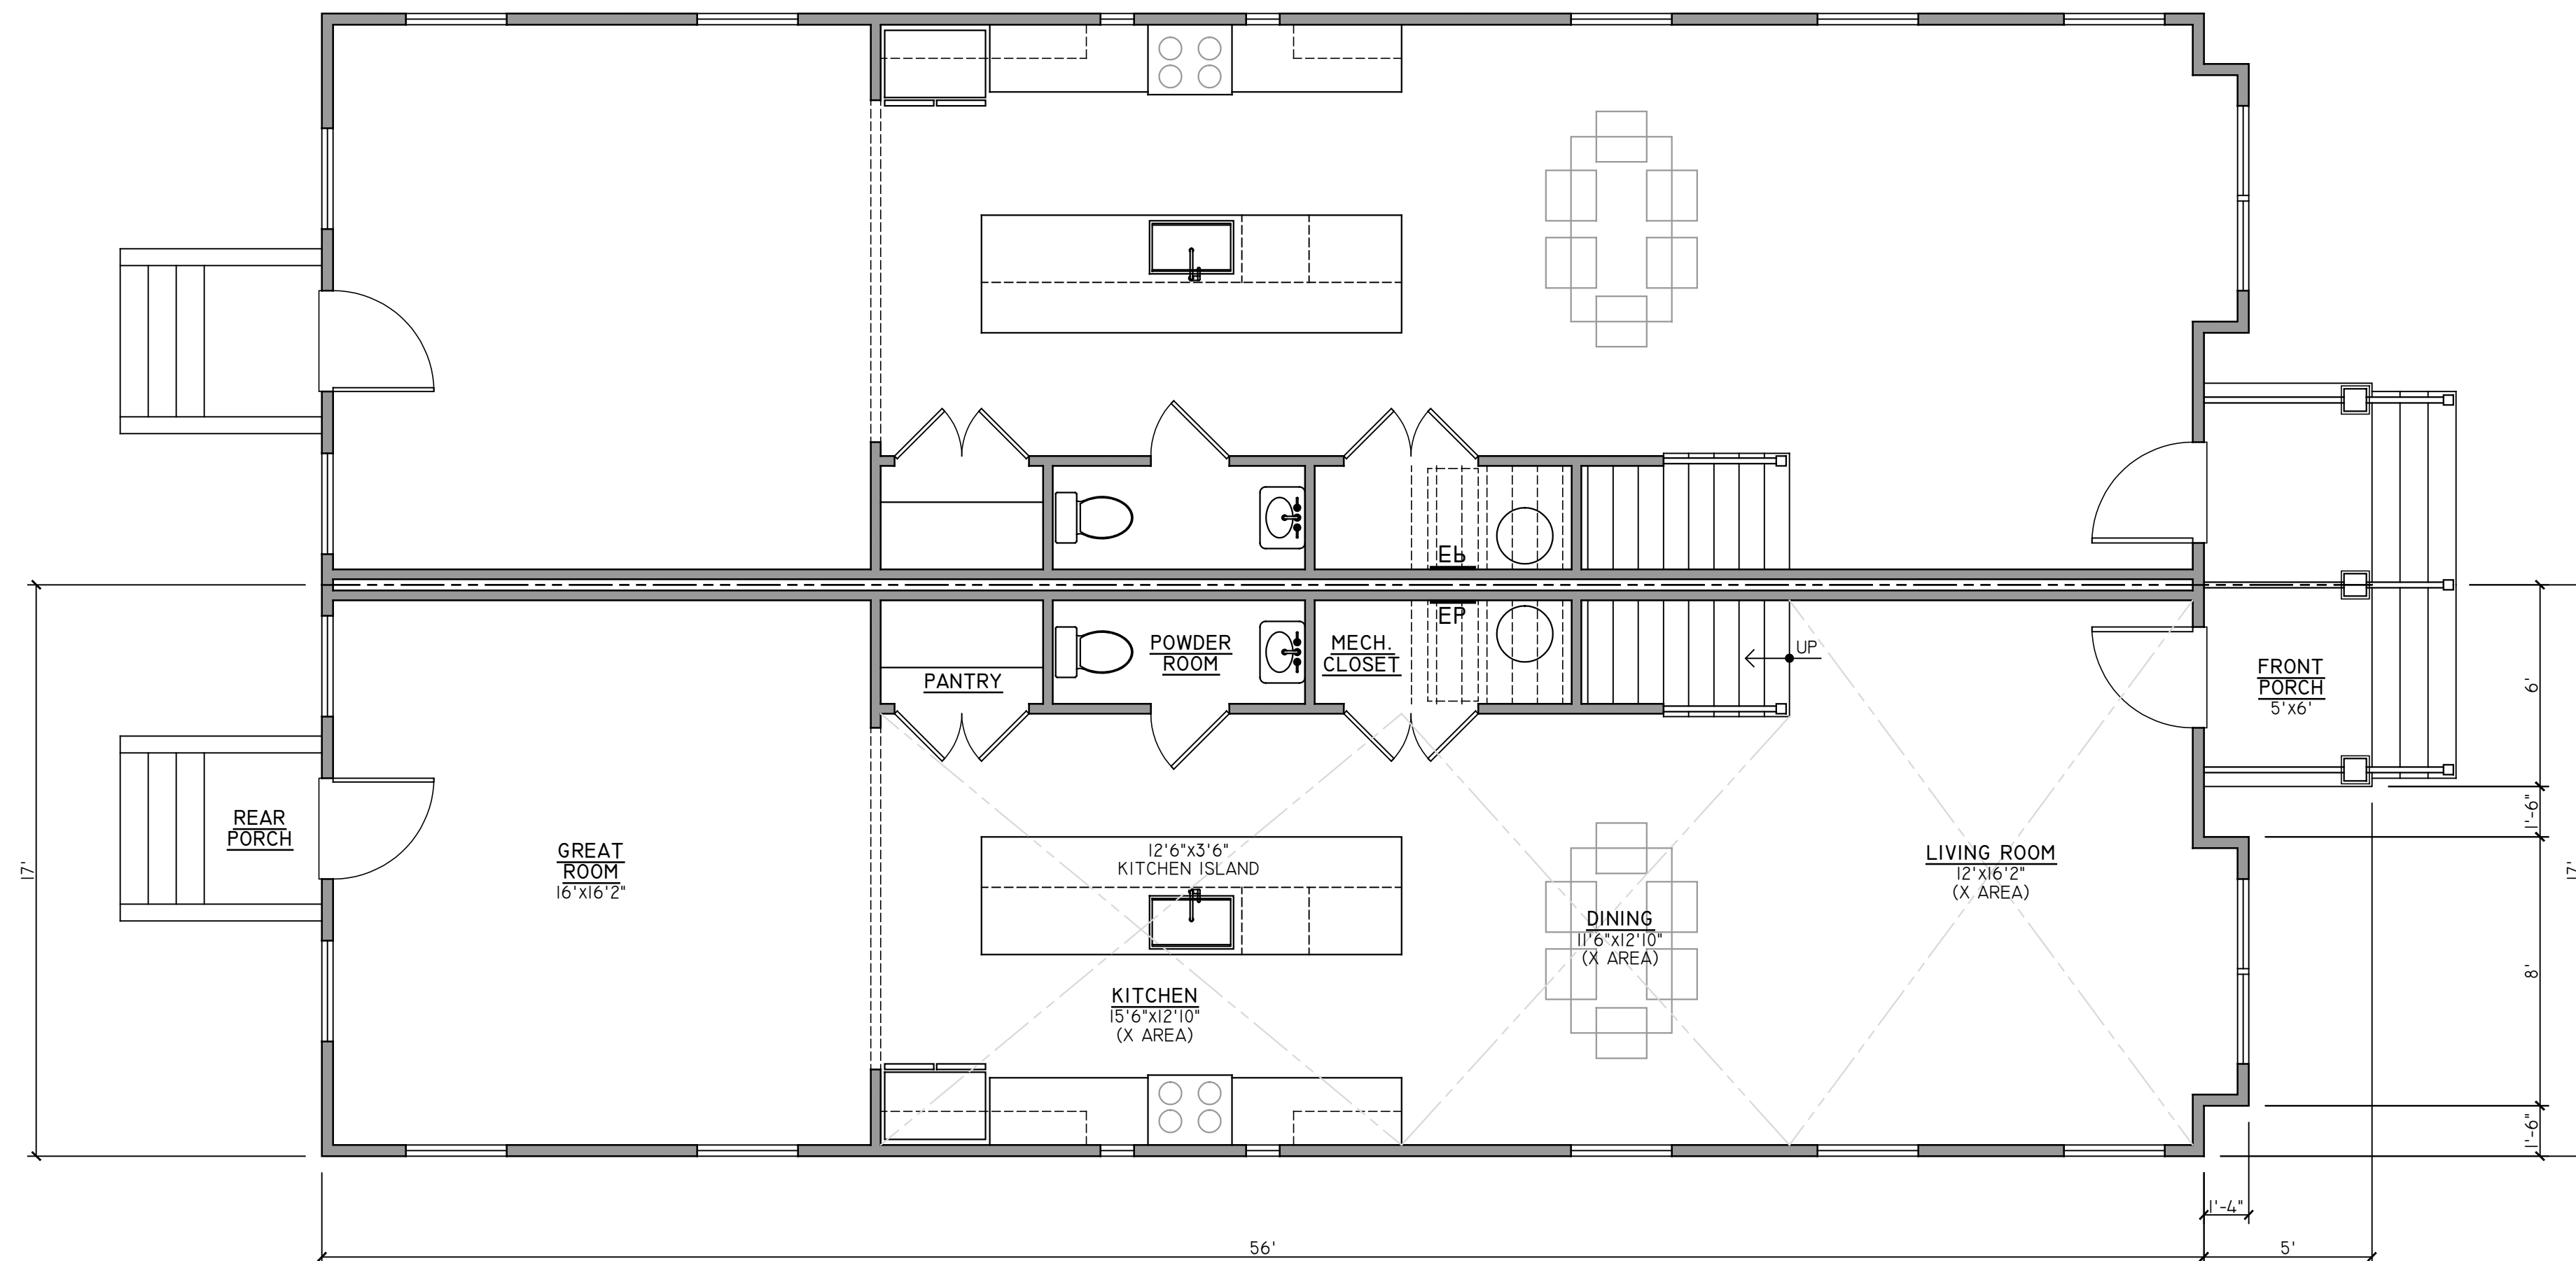 Eb
EP
POWDER
ROOM
MECH.
CLOSET
PANTRY
UP
FRONT
PORCH
5'x6'
6'
1'-6"
REAR
PORCH
17'
GREAT
ROOM
16'x16'2"
12'6"x3'6"
KITCHEN ISLAND
LIVING ROOM
12'x16'2"
(X AREA)
17'
DINING
11'6"x12'10"
(X AREA)
8'
KITCHEN
15'6"x12'10"
(X AREA)
1'-6"
1'-4"
56'
5'